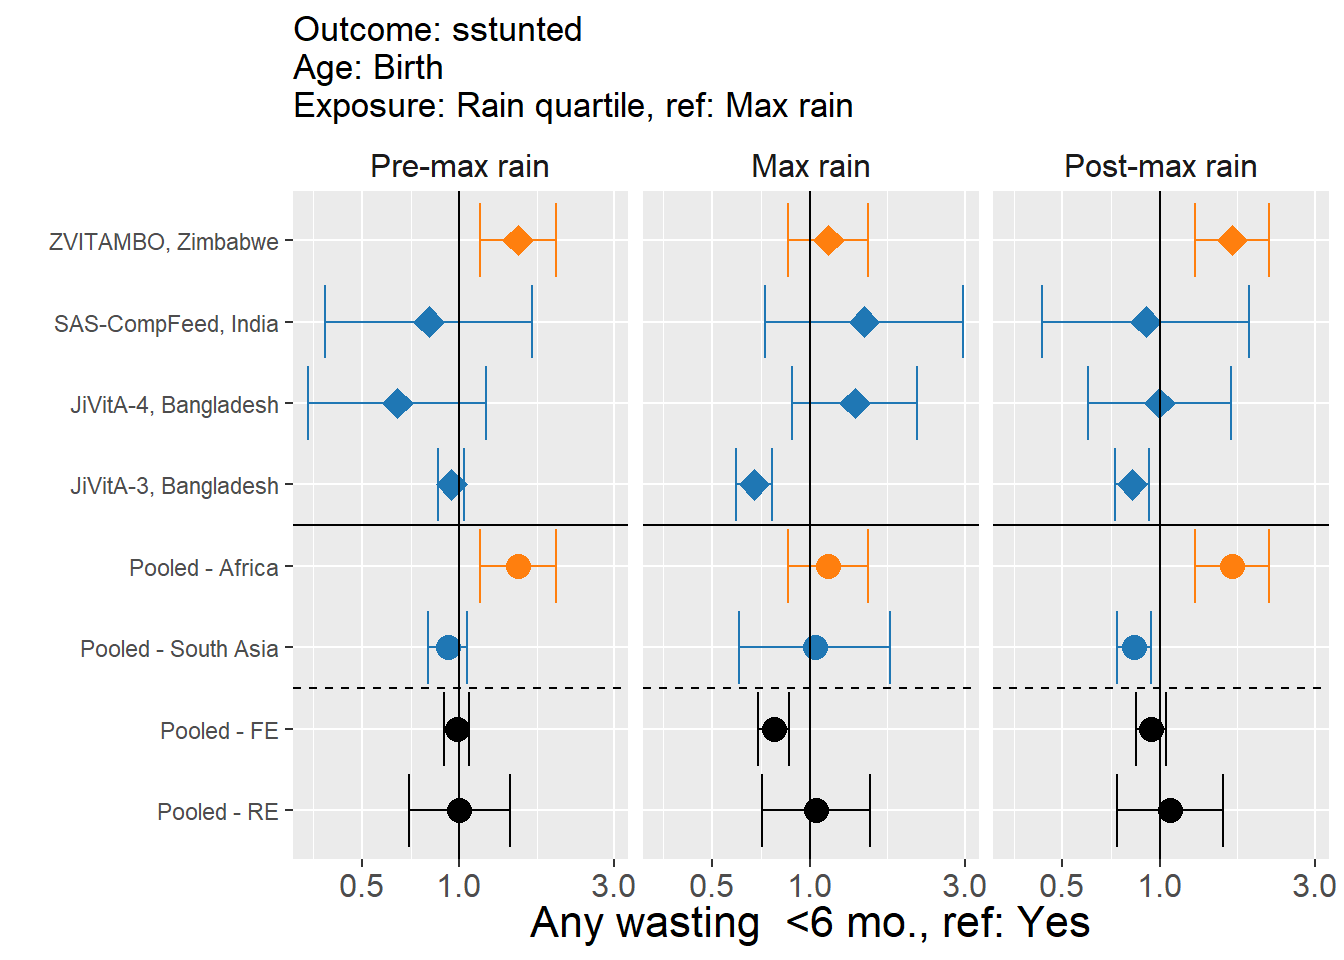 Outcome: sstunted
Age: Birth
Exposure: Rain quartile, ref: Max rain
Pre-max rain
Max rain
Post-max rain
ZVITAMBO, Zimbabwe
SAS-CompFeed, India
JiVitA-4, Bangladesh
JiVitA-3, Bangladesh
Pooled - Africa
Pooled - South Asia
Pooled - FE
Pooled - RE
0.5 1.0 3.0
0.5 1.0 3.0
0.5 1.0 3.0
Any wasting  <6 mo., ref: Yes